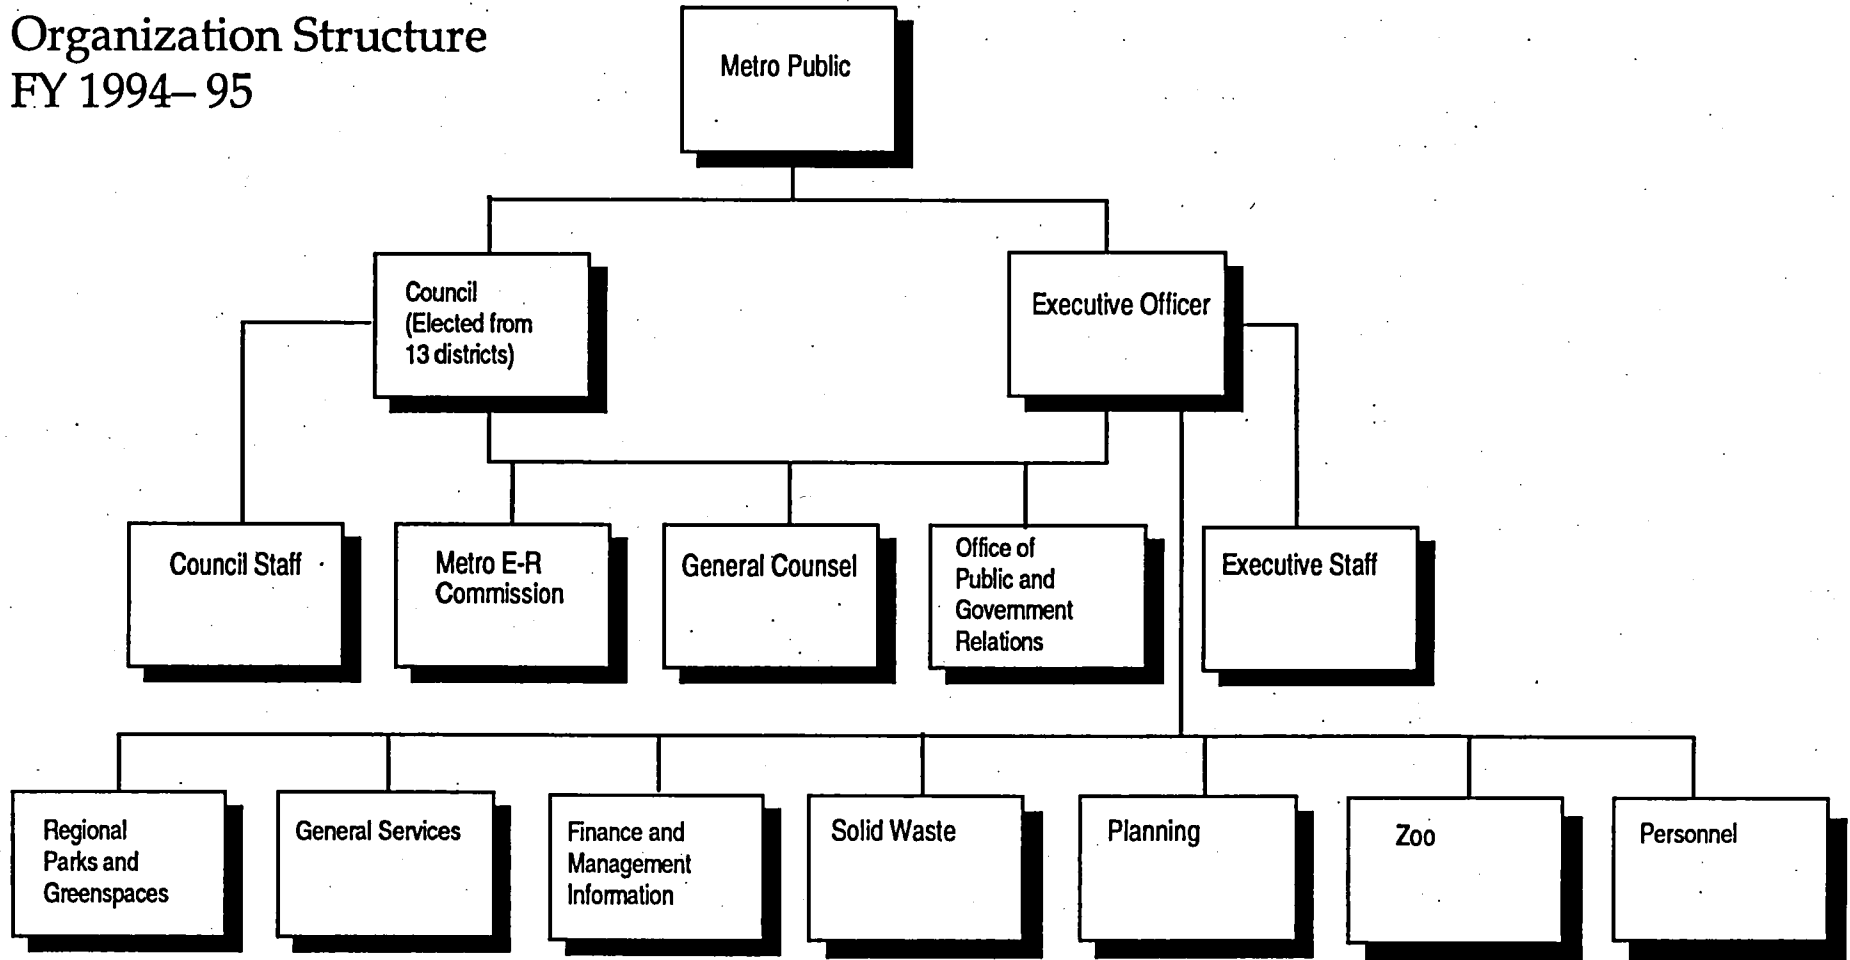 Organization Structure
FY 1994–95
Metro Public
Council
(Elected from
13 districts)
Executive Officer
Council Staff
Metro E-R
Commission
General Counsel
Office of
Public and
Government
Relations
Executive Staff
Regional
Parks and
Greenspaces
General Services
Finance and
Management
Information
Solid Waste
Planning
Zoo
Personnel